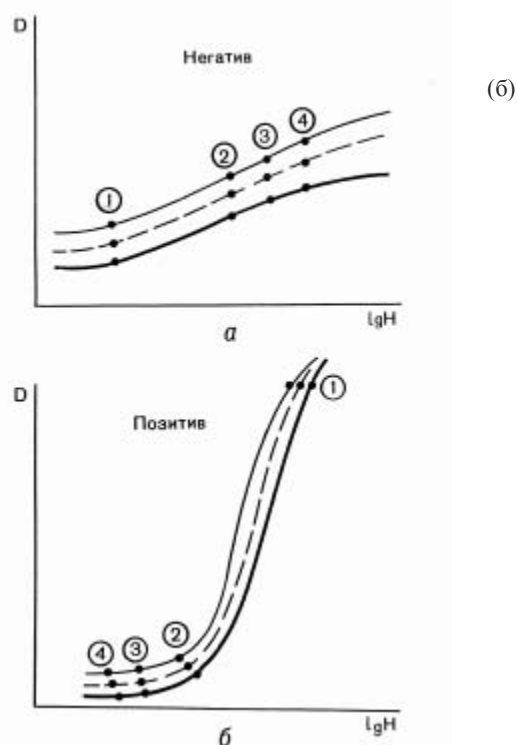 D
Негатив
(б)
① ② ③ ④
lgH
а
D
Позитив
①
④ ③ ②
lgH
б